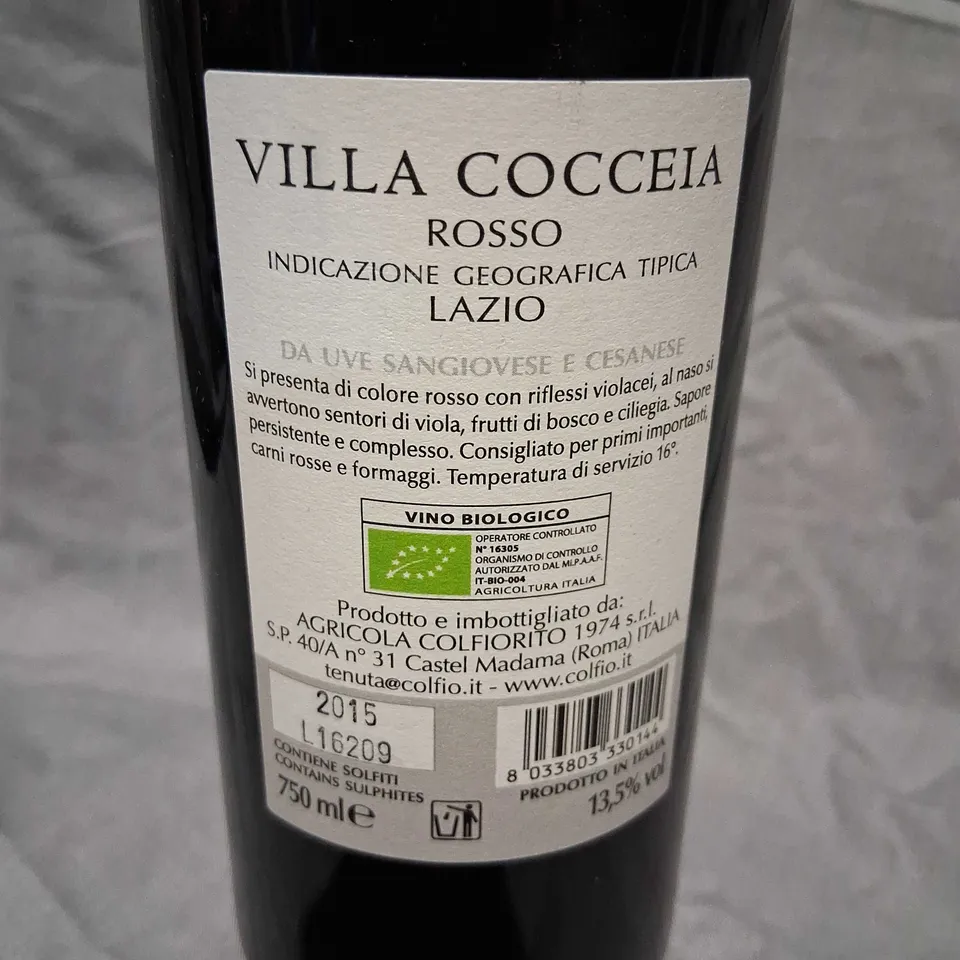 VILLA COCCEIA
ROSSO
INDICAZIONE GEOGRAFICA TIPICA
LAZIO
DA UVE SANGIOVESE E CESANESE
Si presenta di colore rosso con riflessi violacei, al naso si
avvertono sentori di viola, frutti di bosco e ciliegia. Sapore
persistente e complesso. Consigliato per primi importanti,
carni rosse e formaggi. Temperatura di servizio 16°.
VINO BIOLOGICO
OPERATORE CONTROLLATO
N° 16305
ORGANISMO DI CONTROLLO
AUTORIZZATO DAL MI.P.A.A.F.
IT-BIO-004
AGRICOLTURA ITALIA
Prodotto e imbottigliato da:
AGRICOLA COLFIORITO 1974 s.r.l.
S.P. 40/A n° 31 Castel Madama (Roma) ITALIA
tenuta@colfio.it - www.colfio.it
2015
L16209
CONTIENE SOLFITI
CONTAINS SULPHITES
750 ml e
8 033803 330144
PRODOTTO IN ITALIA
13,5% vol